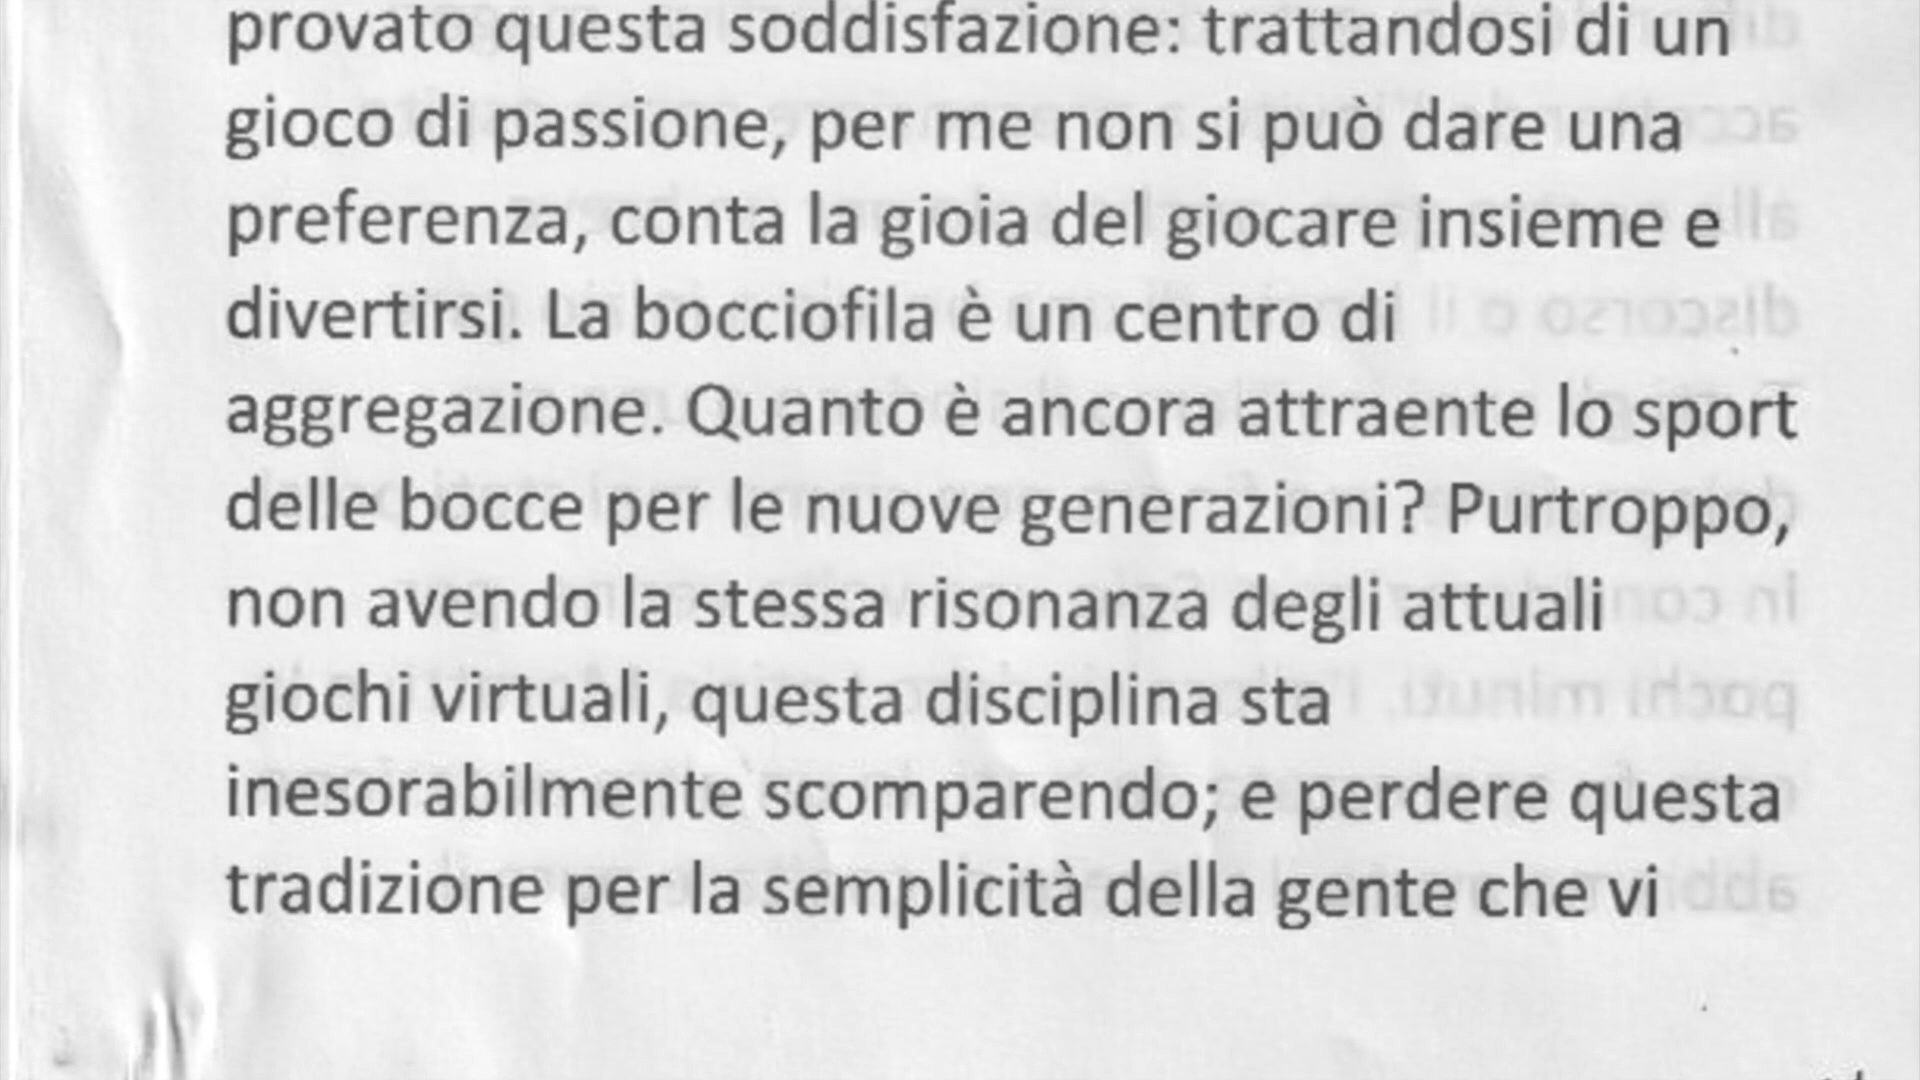 provato questa soddisfazione: trattandosi di un
gioco di passione, per me non si può dare una
preferenza, conta la gioia del giocare insieme e
divertirsi. La bocciofila è un centro di
aggregazione. Quanto è ancora attraente lo sport
delle bocce per le nuove generazioni? Purtroppo,
non avendo la stessa risonanza degli attuali
giochi virtuali, questa disciplina sta
inesorabilmente scomparendo; e perdere questa
tradizione per la semplicità della gente che vi